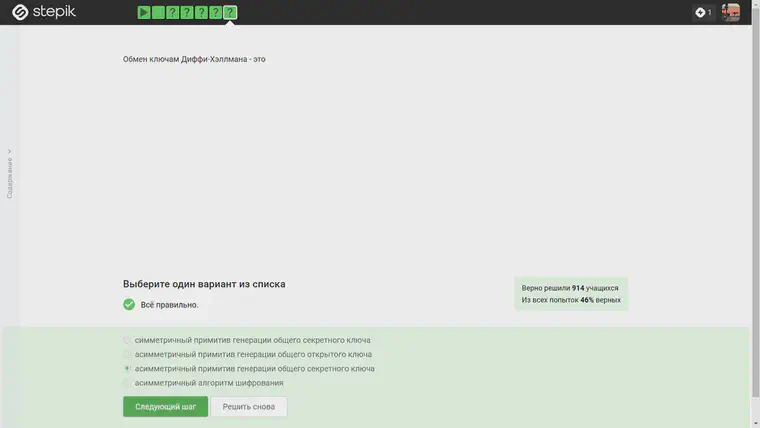 stepik
? ? ? ? ?
1
Обмен ключам Диффи-Хэллмана - это
Содержание
Выберите один вариант из списка
Всё правильно.
Верно решили 914 учащихся
Из всех попыток 46% верных
симметричный примитив генерации общего секретного ключа
асимметричный примитив генерации общего открытого ключа
асимметричный примитив генерации общего секретного ключа
асимметричный алгоритм шифрования
Следующий шаг
Решить снова